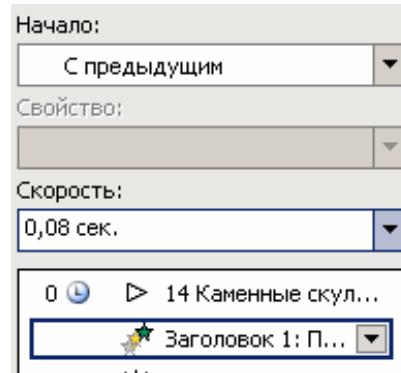 Начало:
С предыдущим
Свойство:
Скорость:
0,08 сек.
0 14 Каменные скул...
Заголовок 1: П...